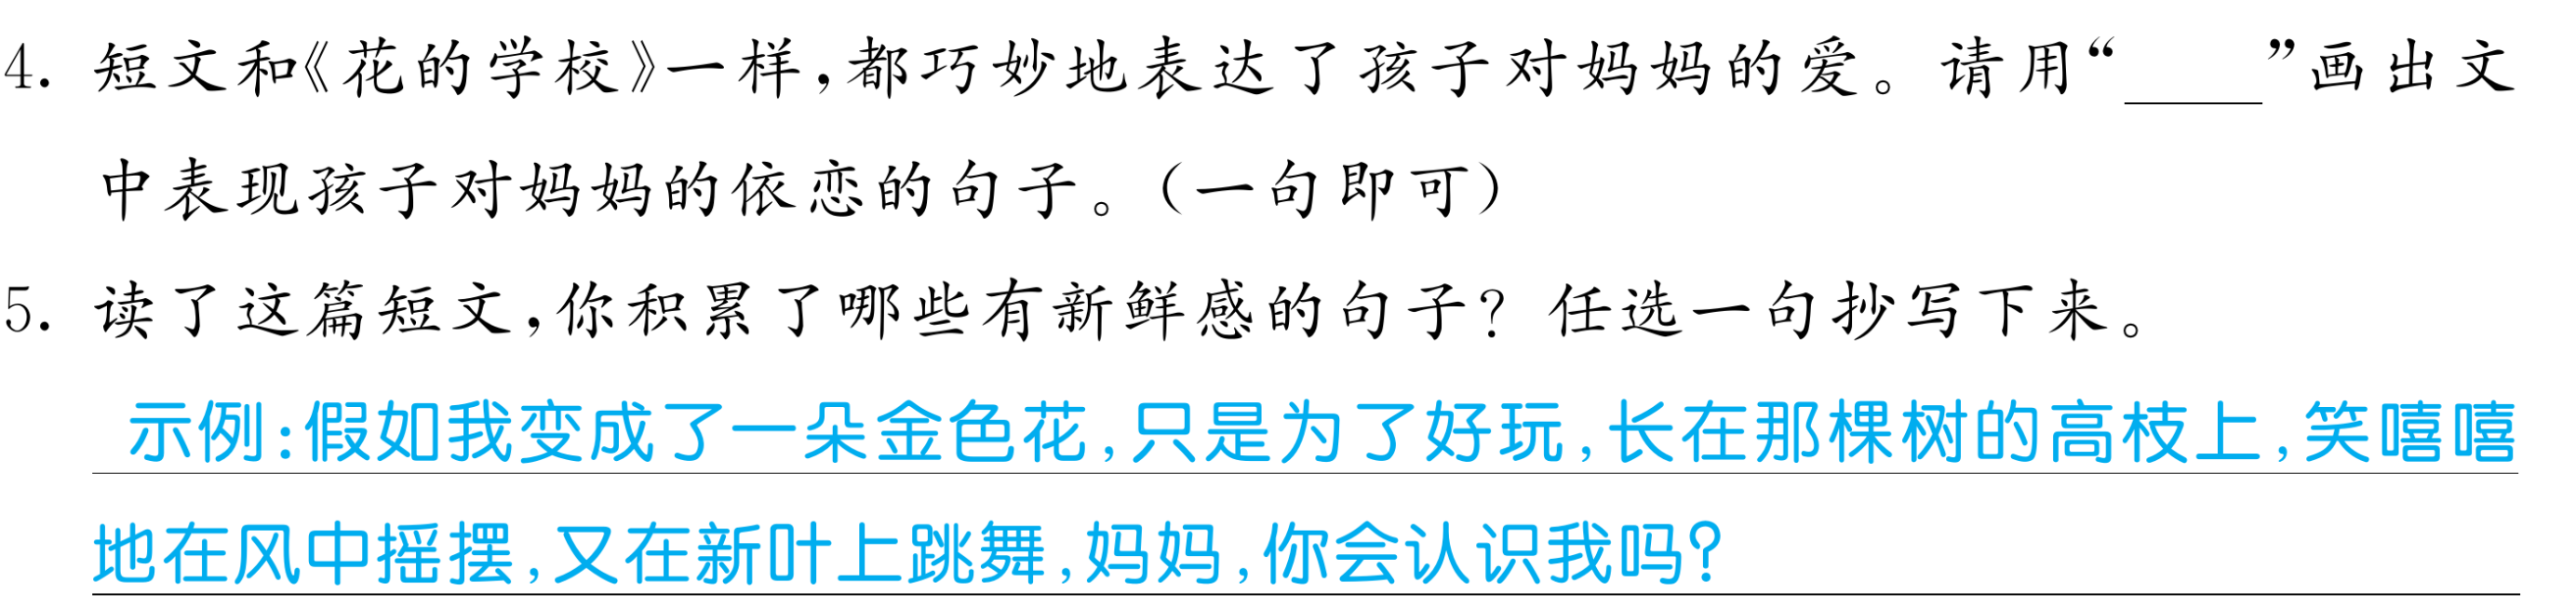 4. 短文和《花的学校》一样,都巧妙地表达了孩子对妈妈的爱。请用“____”画出文
中表现孩子对妈妈的依恋的句子。(一句即可)
5. 读了这篇短文,你积累了哪些有新鲜感的句子?任选一句抄写下来。
示例:假如我变成了一朵金色花,只是为了好玩,长在那棵树的高枝上,笑嘻嘻
地在风中摇摆,又在新叶上跳舞,妈妈,你会认识我吗?